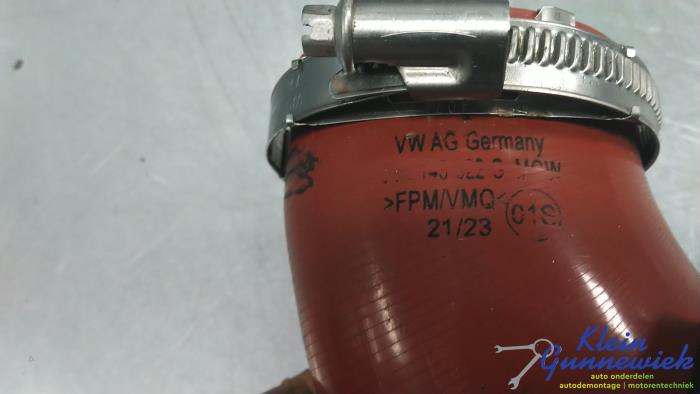 VW AG Germany
>FPM/VMQ<
21/23
01S
Klein
Gunnewiek
auto onderdelen
autodemontage | motorentechniek